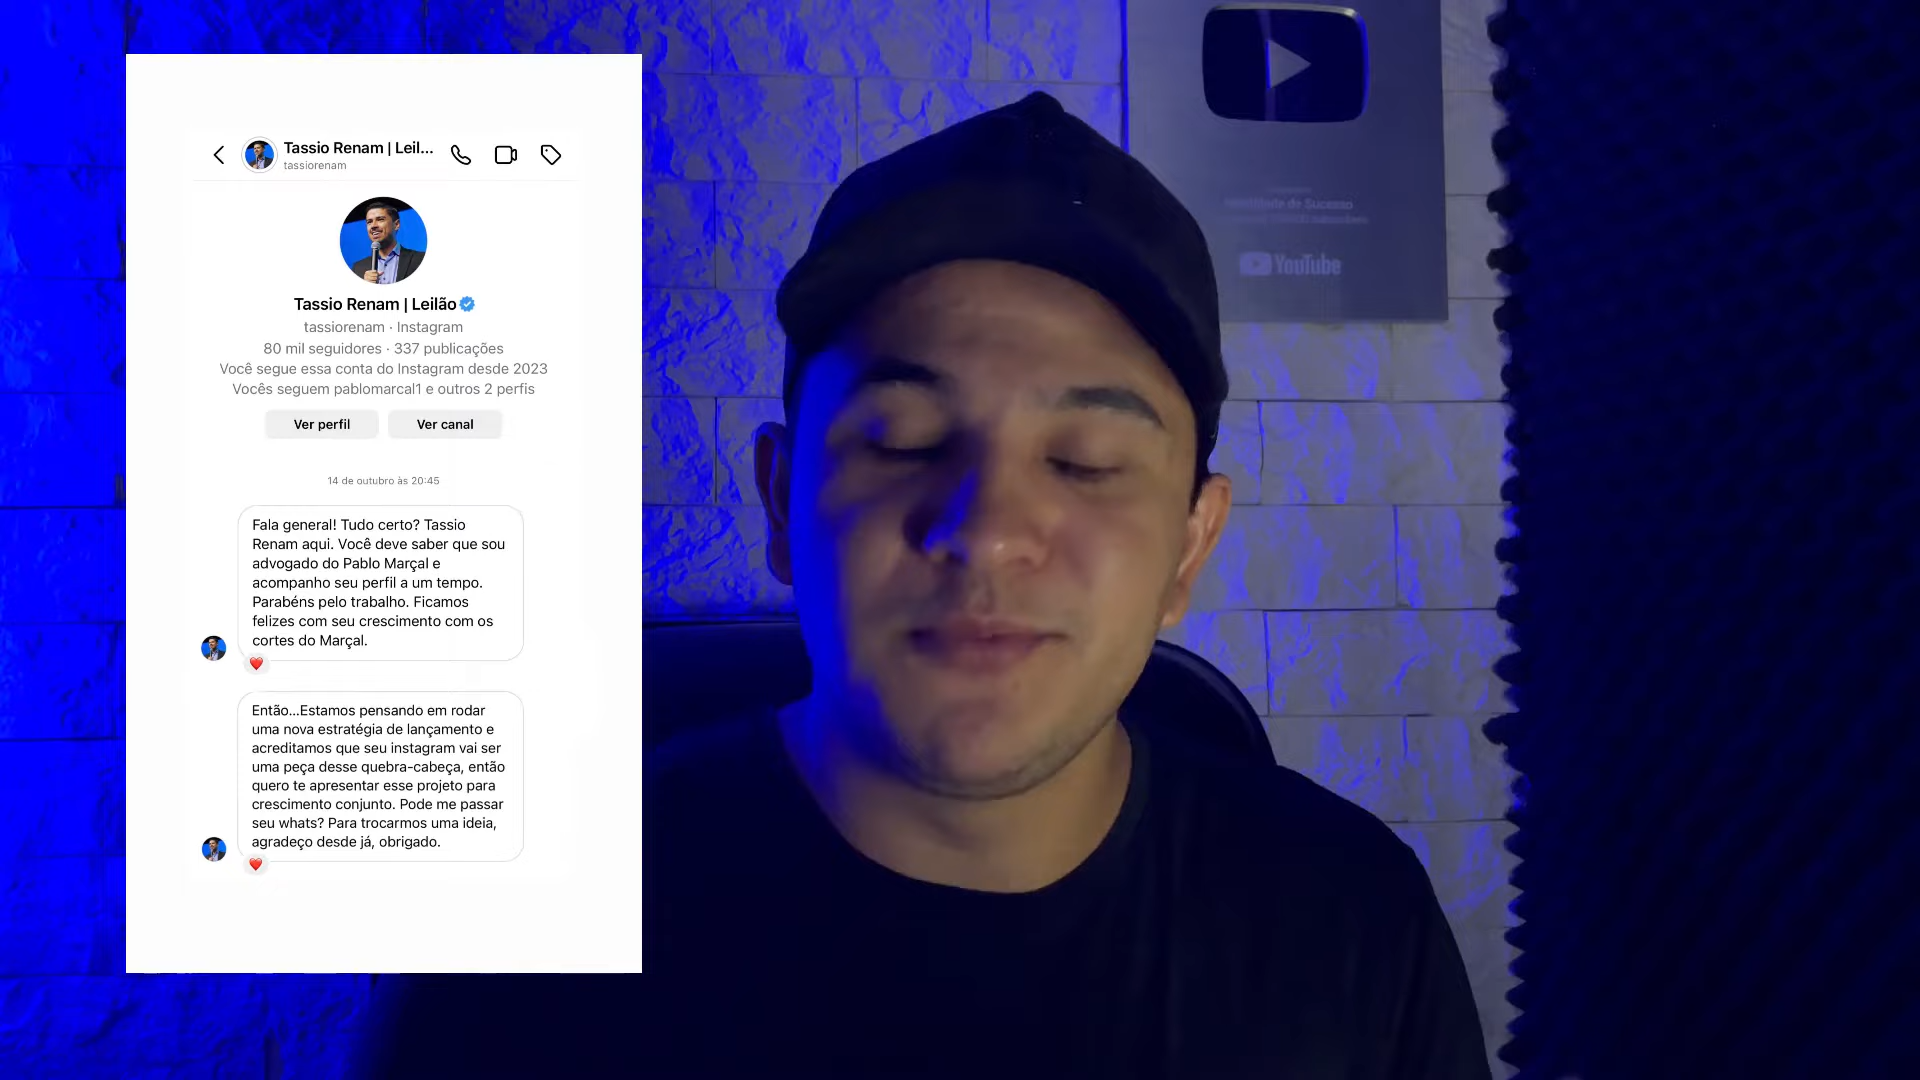 Tassio Renam | Leil...
tassiorenam
Tassio Renam | Leilão
tassiorenam · Instagram
80 mil seguidores · 337 publicações
Você segue essa conta do Instagram desde 2023
Vocês seguem pablomarcal1 e outros 2 perfis
Ver perfil
Ver canal
14 de outubro às 20:45
Fala general! Tudo certo? Tassio
Renam aqui. Você deve saber que sou
advogado do Pablo Marçal e
acompanho seu perfil a um tempo.
Parabéns pelo trabalho. Ficamos
felizes com seu crescimento com os
cortes do Marçal.
Então...Estamos pensando em rodar
uma nova estratégia de lançamento e
acreditamos que seu instagram vai ser
uma peça desse quebra-cabeça, então
quero te apresentar esse projeto para
crescimento conjunto. Pode me passar
seu whats? Para trocarmos uma ideia,
agradeço desde já, obrigado.
de Sucesso
YouTube